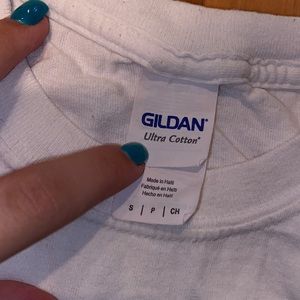 GILDAN®
Ultra Cotton®
Made in Haiti
Fabriqué en Haïti
Hecho en Haití
S | P | CH